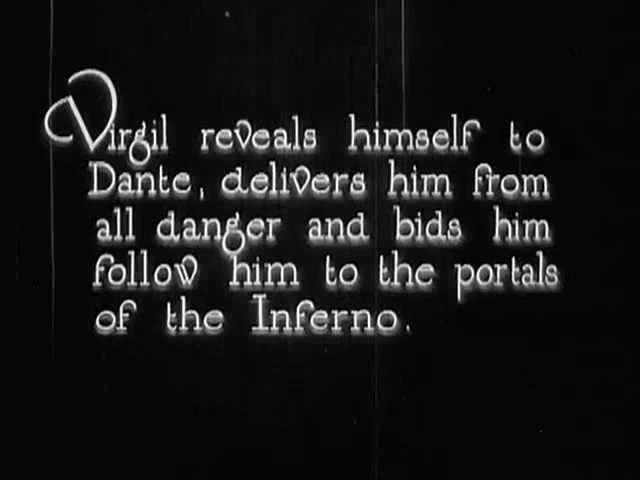 Virgil reveals himself to
Dante, delivers him from
all danger and bids him
follow him to the portals
of the Inferno.